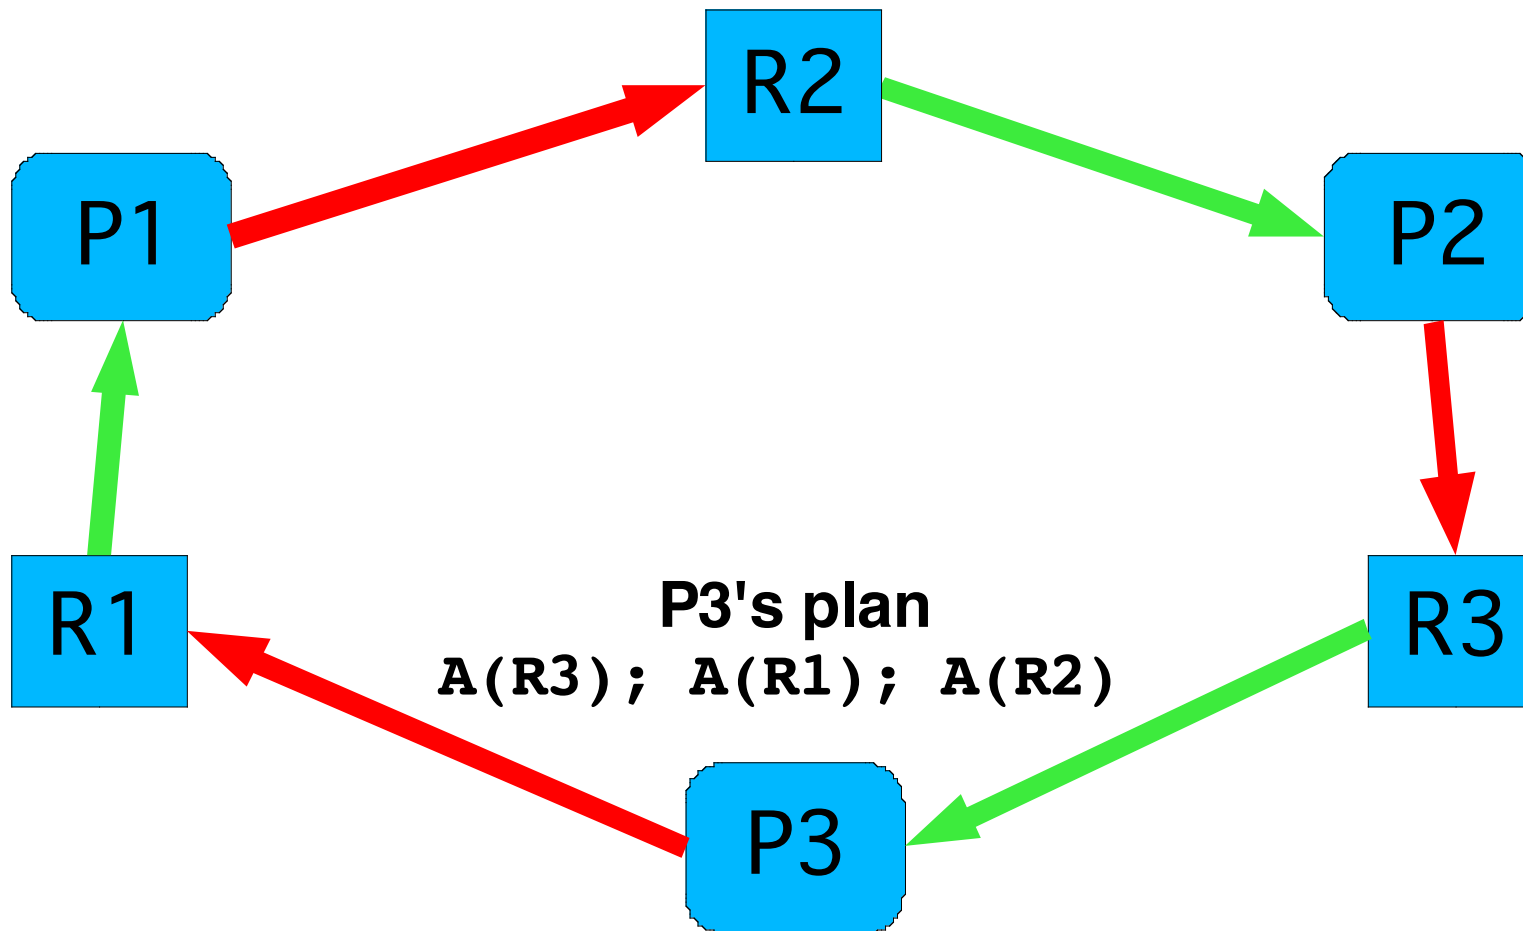 R2
P1
P2
R1
R3
P3's plan
A(R3); A(R1); A(R2)
P3